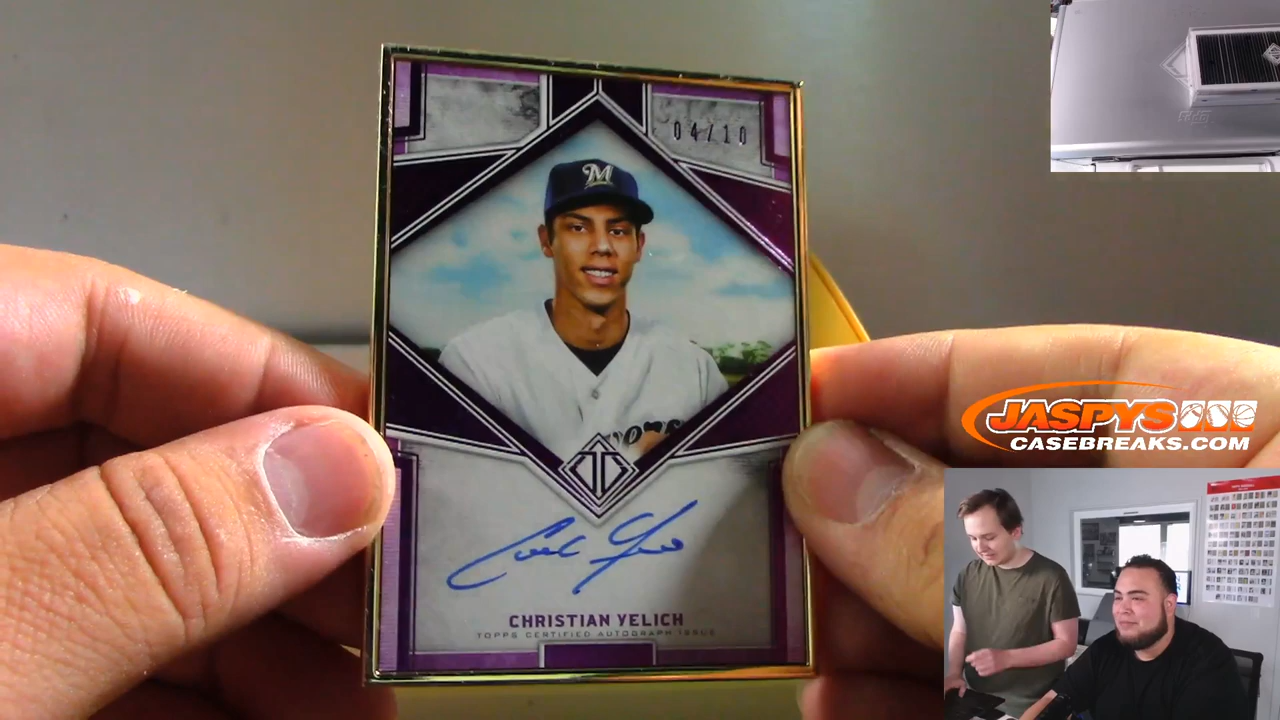 04/10
M
CHRISTIAN YELICH
TOPPS CERTIFIED AUTOGRAPH ISSUE
JASPYS
CASEBREAKS.COM